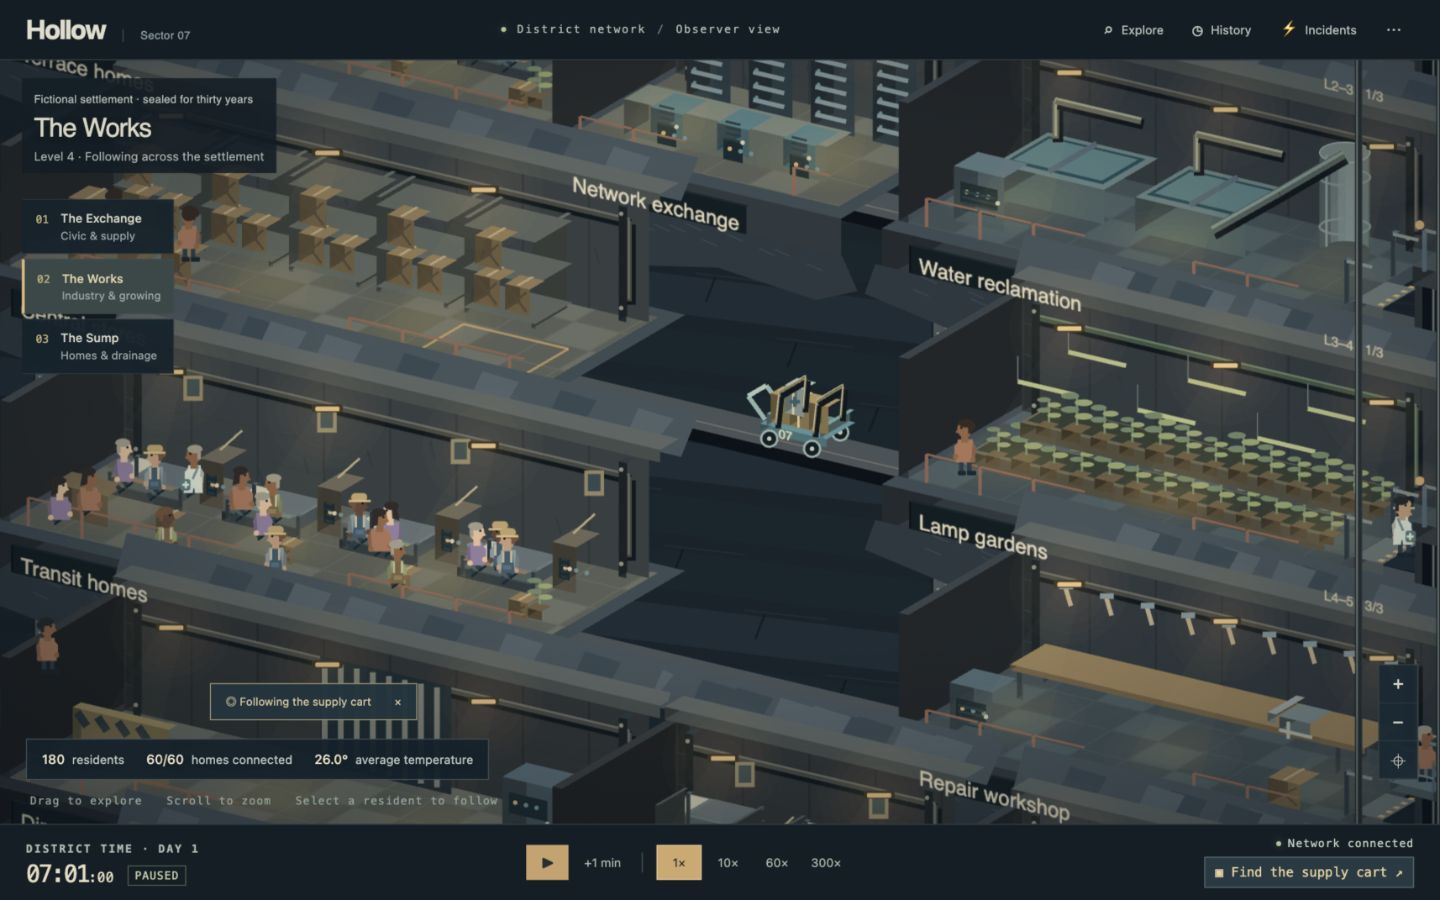 Hollow
Sector 07
District network / Observer view
Explore
History
Incidents
Terrace homes
Fictional settlement · sealed for thirty years
The Works
Level 4 · Following across the settlement
01 The Exchange
Civic & supply
02 The Works
Industry & growing
03 The Sump
Homes & drainage
Network exchange
L2–3 1/3
Water reclamation
L3–4 1/3
07
Lamp gardens
Transit homes
L4–5 3/3
Repair workshop
Following the supply cart ×
180 residents 60/60 homes connected 26.0° average temperature
Drag to explore Scroll to zoom Select a resident to follow
+
−
DISTRICT TIME · DAY 1
07:01:00 PAUSED
+1 min 1× 10× 60× 300×
Network connected
Find the supply cart ↗